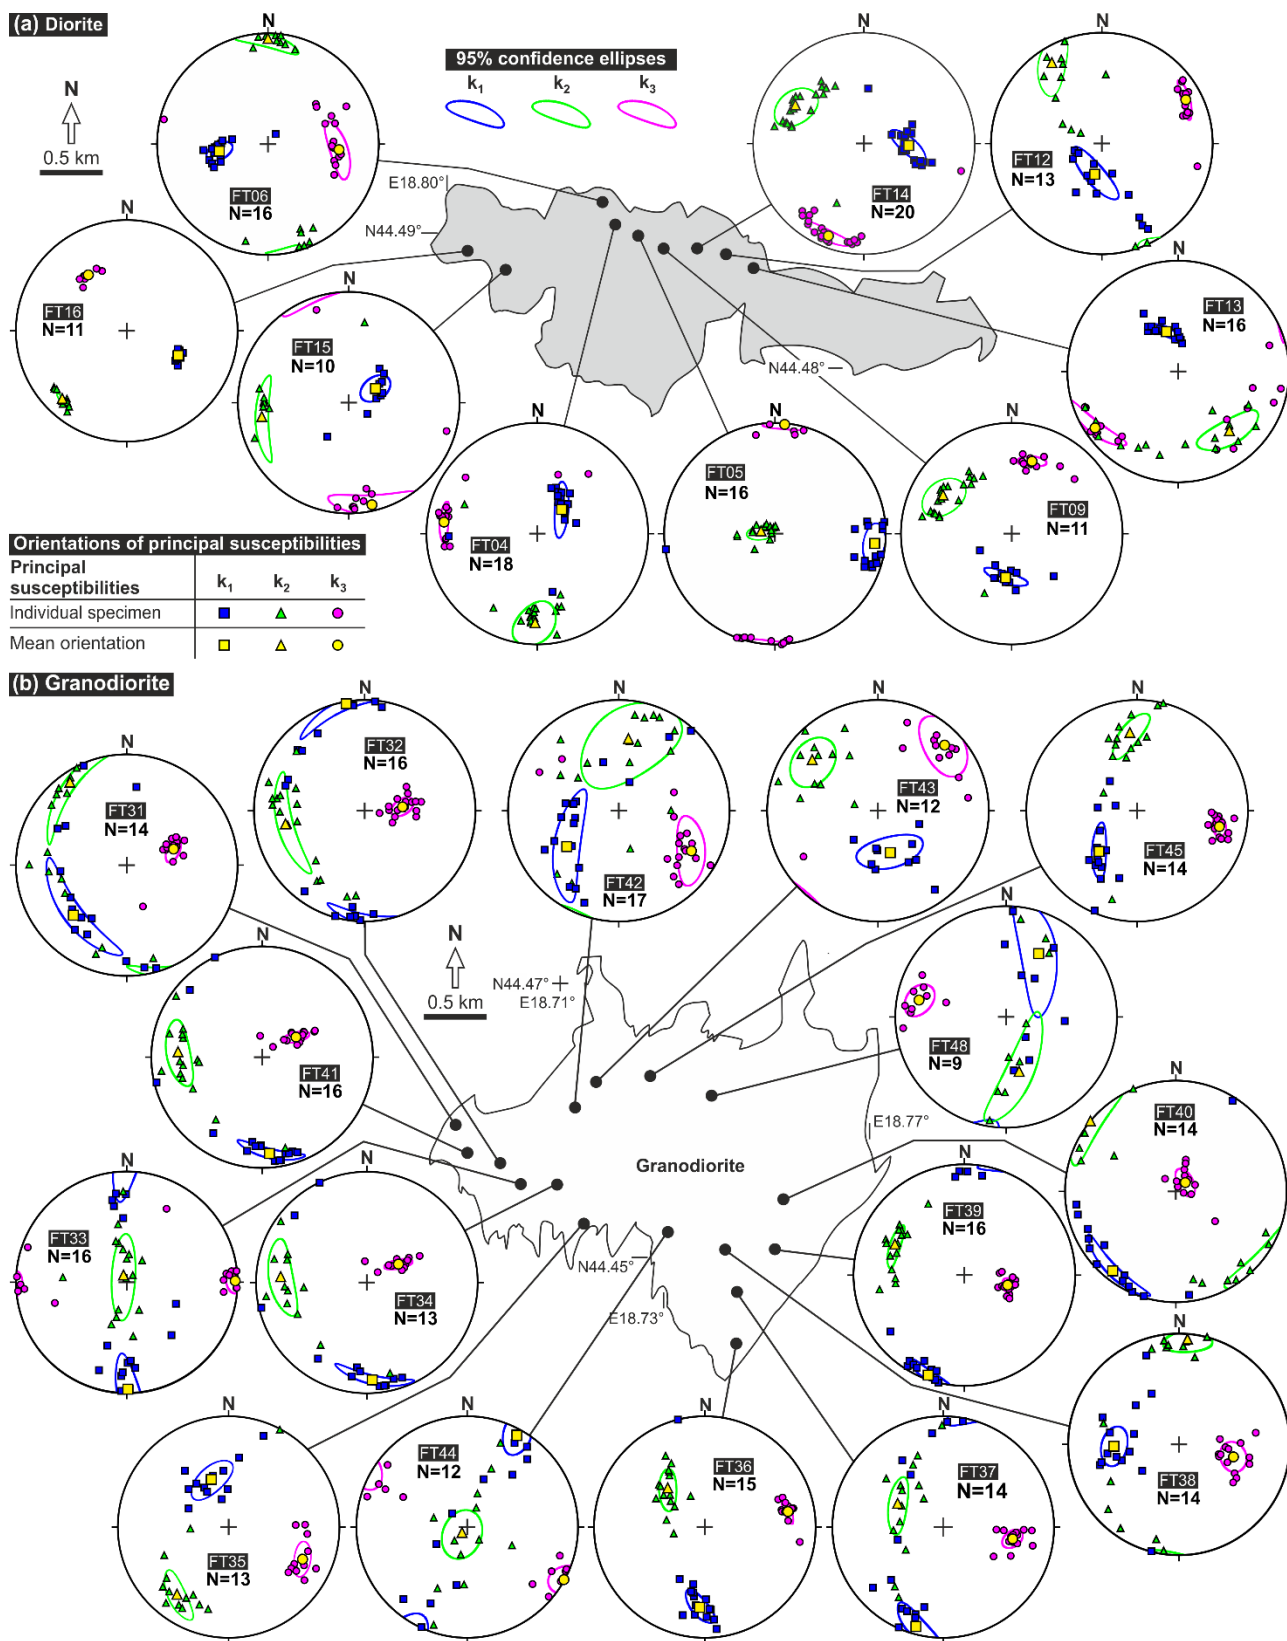 (a) Diorite
N
0.5 km
95% confidence ellipses
k1 k2 k3
N
FT06
N=16
N
FT14
N=20
N
FT12
N=13
E18.80°
N44.49°
N
FT16
N=11
N
FT15
N=10
N
FT13
N=16
N44.48°
N
FT04
N=18
N
FT05
N=16
N
FT09
N=11
Orientations of principal susceptibilities
Principal susceptibilities k1 k2 k3
Individual specimen
Mean orientation
(b) Granodiorite
N
FT31
N=14
N
FT32
N=16
N
FT42
N=17
N
FT43
N=12
N
FT45
N=14
N
0.5 km
N44.47°
E18.71°
N
FT41
N=16
N
FT48
N=9
E18.77°
N
FT40
N=14
Granodiorite
N
FT33
N=16
N
FT34
N=13
N44.45°
E18.73°
N
FT39
N=16
N
FT38
N=14
N
FT35
N=13
N
FT44
N=12
N
FT36
N=15
N
FT37
N=14